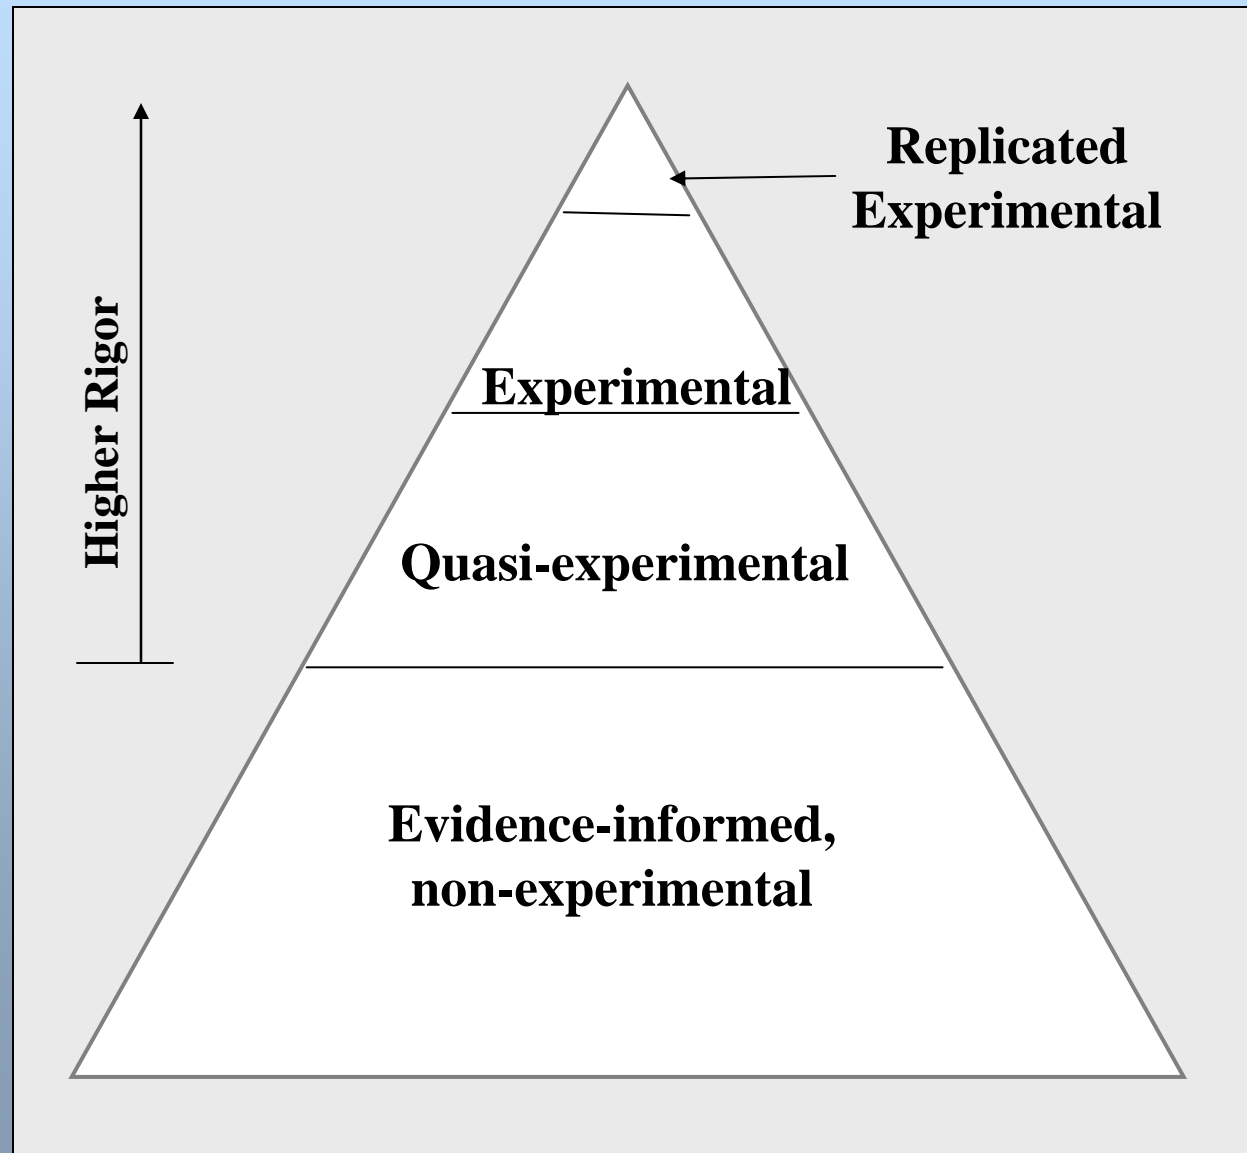 Replicated
Experimental
Higher Rigor
Experimental
Quasi-experimental
Evidence-informed,
non-experimental